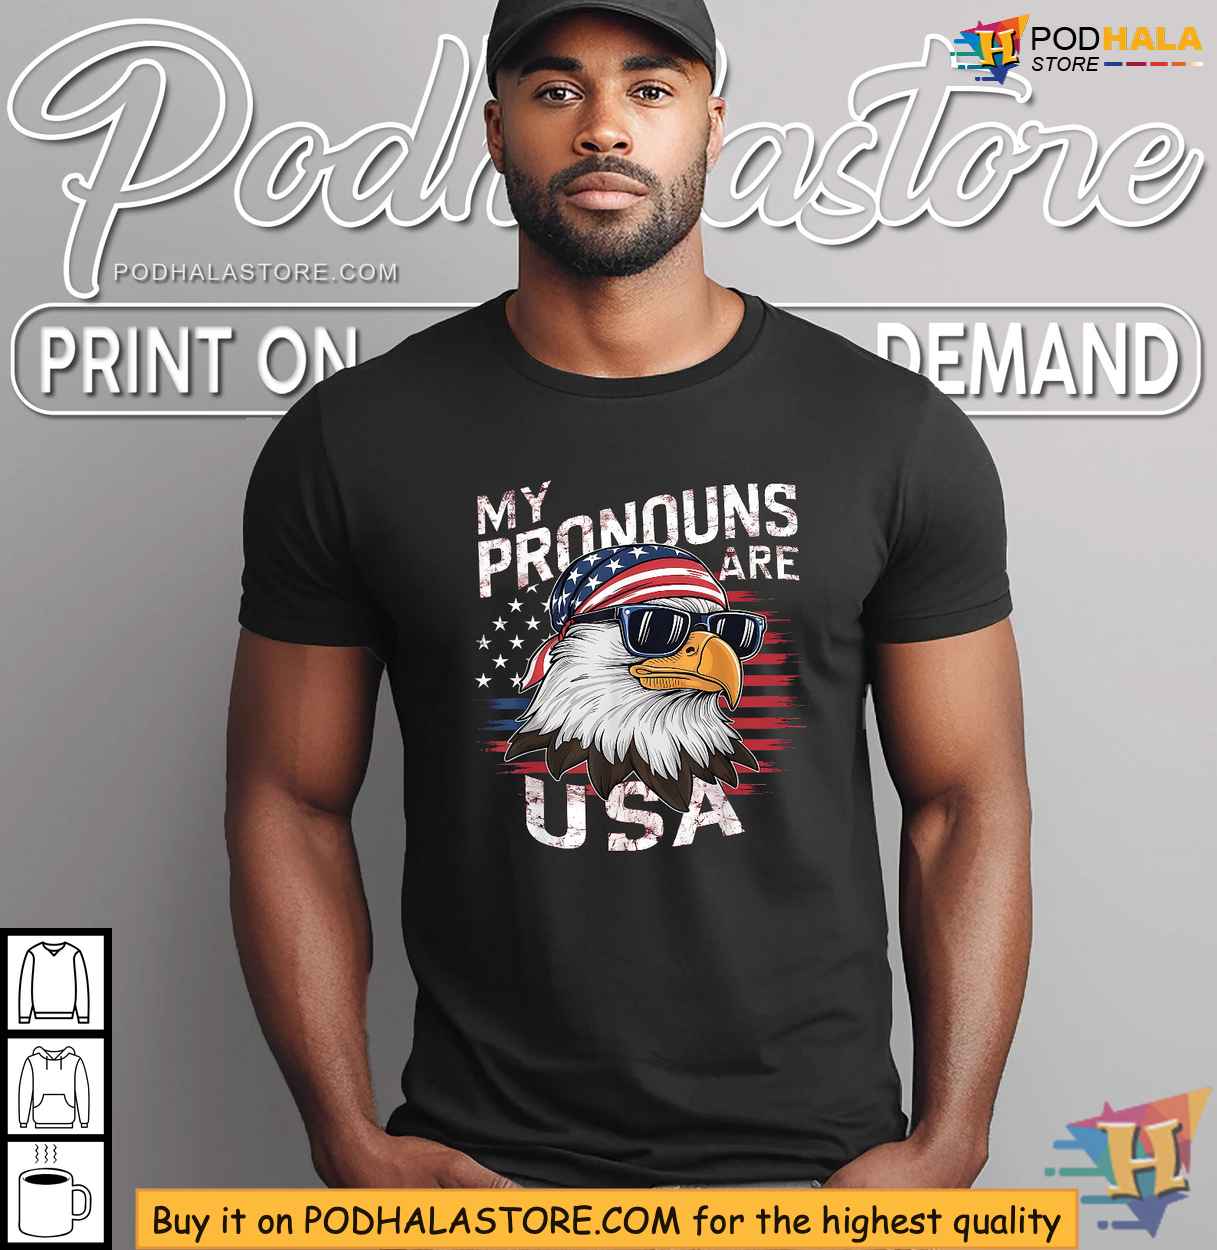 PODHALA
STORE
Podhalastore
PODHALASTORE.COM
PRINT ON DEMAND
MY
PRONOUNS
ARE
USA
H
Buy it on PODHALASTORE.COM for the highest quality